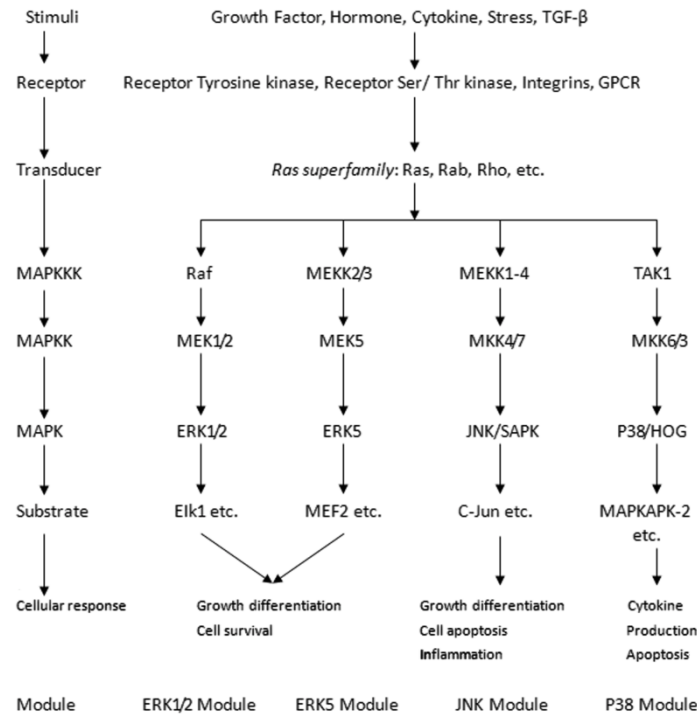 Stimuli Growth Factor, Hormone, Cytokine, Stress, TGF-β
Receptor Receptor Tyrosine kinase, Receptor Ser/ Thr kinase, Integrins, GPCR
Transducer Ras superfamily: Ras, Rab, Rho, etc.
MAPKKK Raf MEKK2/3 MEKK1-4 TAK1
MAPKK MEK1/2 MEK5 MKK4/7 MKK6/3
MAPK ERK1/2 ERK5 JNK/SAPK P38/HOG
Substrate Elk1 etc. MEF2 etc. C-Jun etc. MAPKAPK-2
etc.
Cellular response Growth differentiation Growth differentiation Cytokine
Cell survival Cell apoptosis Production
Inflammation Apoptosis
Module ERK1/2 Module ERK5 Module JNK Module P38 Module